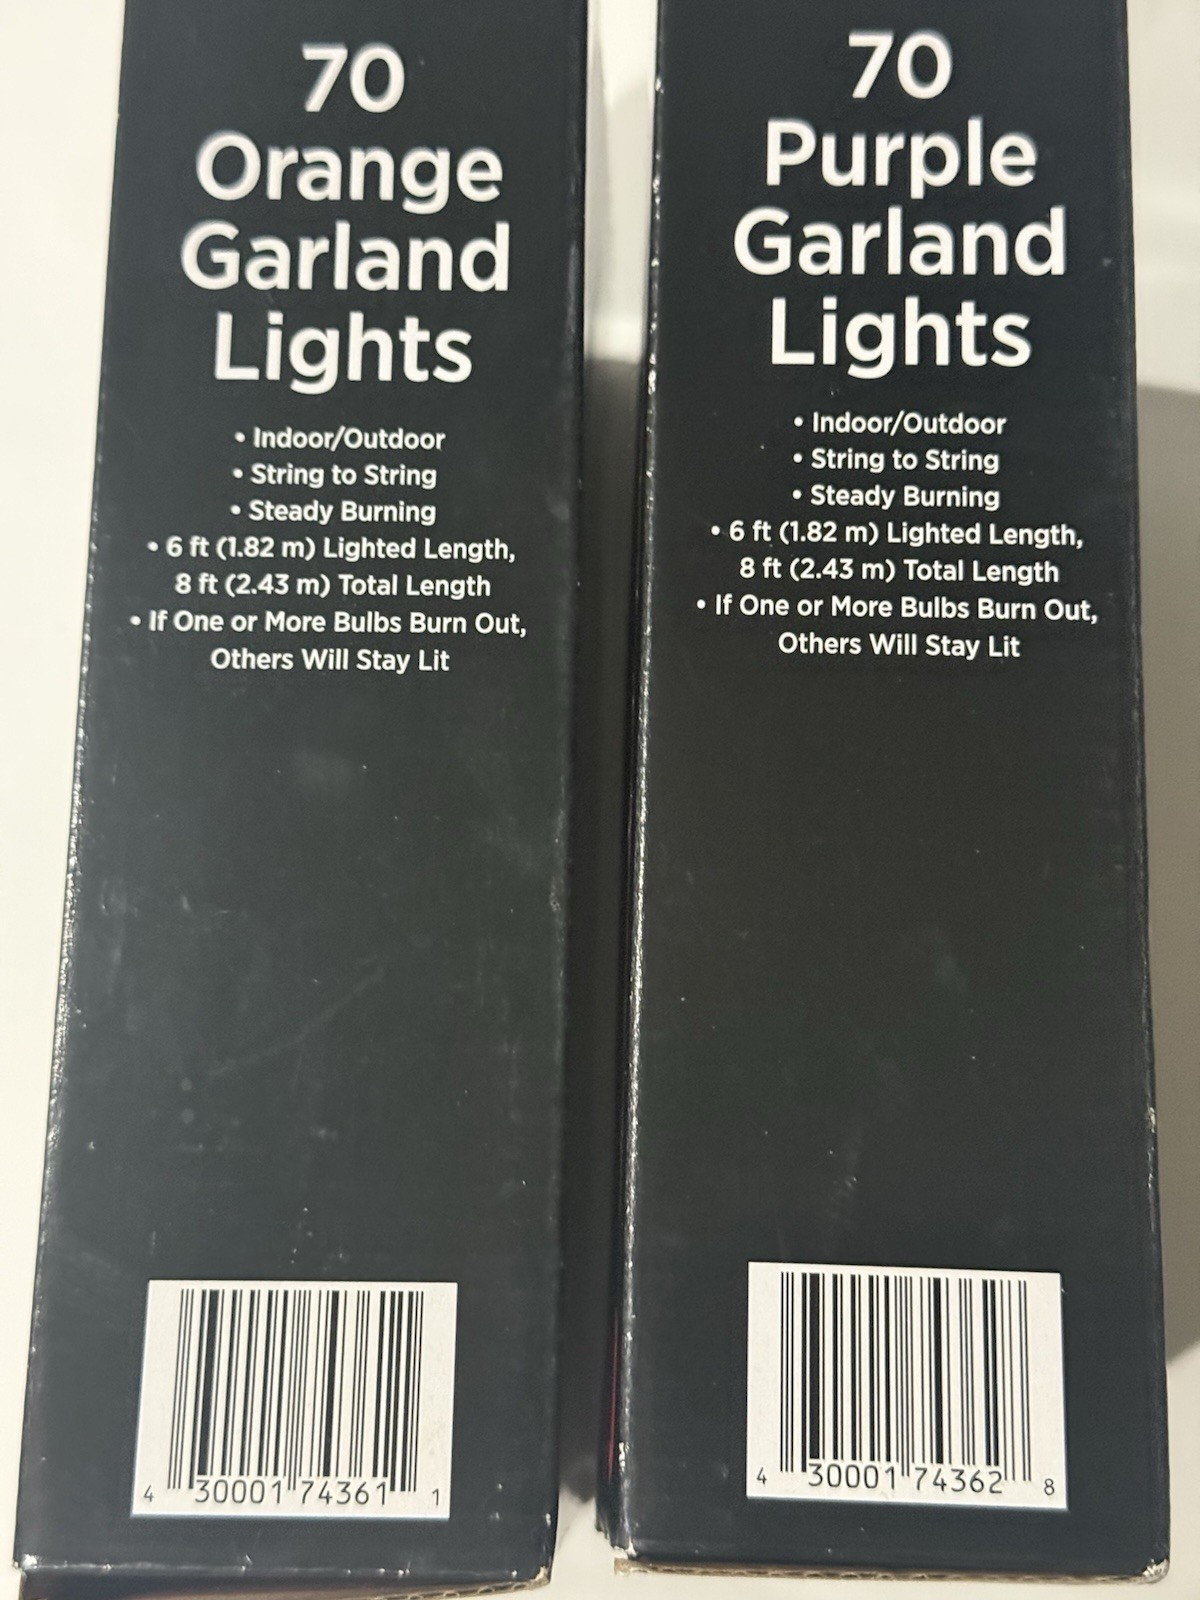 70
Orange
Garland
Lights
• Indoor/Outdoor
• String to String
• Steady Burning
• 6 ft (1.82 m) Lighted Length,
8 ft (2.43 m) Total Length
• If One or More Bulbs Burn Out,
Others Will Stay Lit
4 30001 74361 1
70
Purple
Garland
Lights
• Indoor/Outdoor
• String to String
• Steady Burning
• 6 ft (1.82 m) Lighted Length,
8 ft (2.43 m) Total Length
• If One or More Bulbs Burn Out,
Others Will Stay Lit
4 30001 74362 8